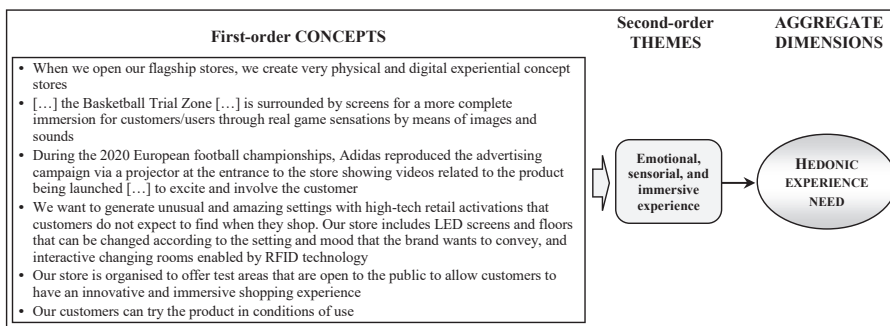 First-order CONCEPTS
Second-order
THEMES
AGGREGATE
DIMENSIONS
• When we open our flagship stores, we create very physical and digital experiential concept
stores
• […] the Basketball Trial Zone […] is surrounded by screens for a more complete
immersion for customers/users through real game sensations by means of images and
sounds
• During the 2020 European football championships, Adidas reproduced the advertising
campaign via a projector at the entrance to the store showing videos related to the product
being launched […] to excite and involve the customer
• We want to generate unusual and amazing settings with high-tech retail activations that
customers do not expect to find when they shop. Our store includes LED screens and floors
that can be changed according to the setting and mood that the brand wants to convey, and
interactive changing rooms enabled by RFID technology
• Our store is organised to offer test areas that are open to the public to allow customers to
have an innovative and immersive shopping experience
• Our customers can try the product in conditions of use
Emotional,
sensorial, and
immersive
experience
HEDONIC
EXPERIENCE
NEED